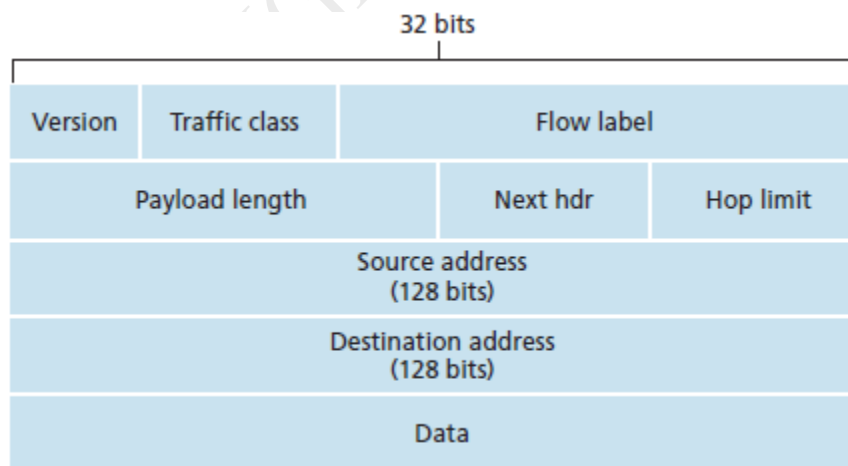 32 bits
Version Traffic class Flow label
Payload length Next hdr Hop limit
Source address
(128 bits)
Destination address
(128 bits)
Data